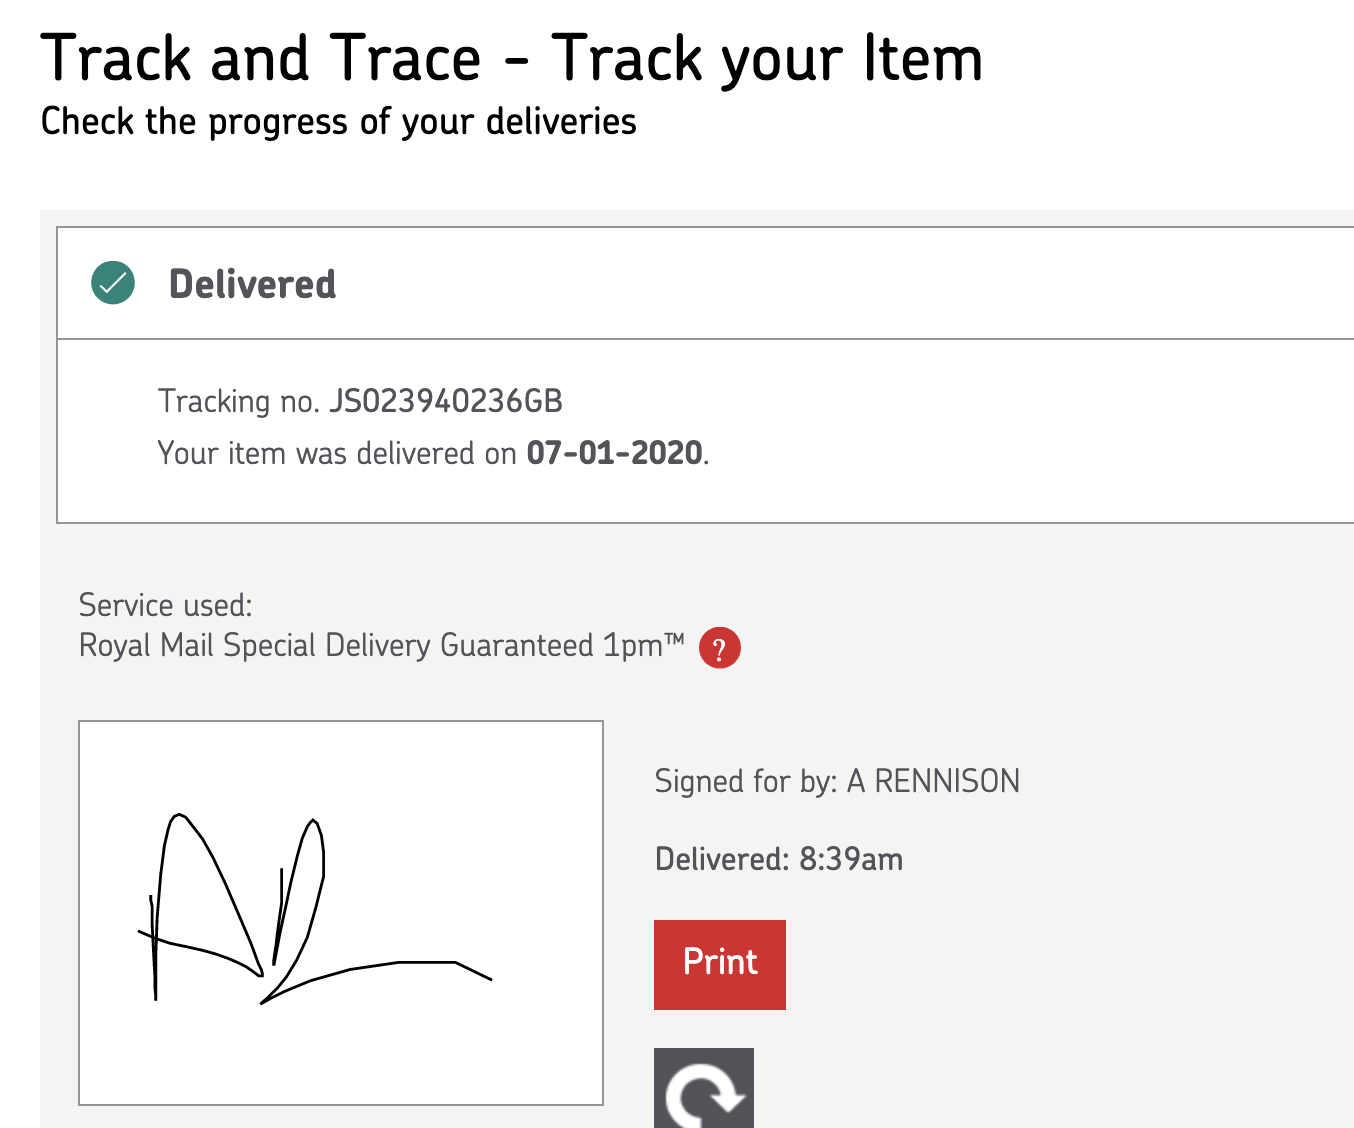 Track and Trace - Track your Item
Check the progress of your deliveries
Delivered
Tracking no. JS023940236GB
Your item was delivered on 07-01-2020.
Service used:
Royal Mail Special Delivery Guaranteed 1pm™ ?
Signed for by: A RENNISON
Delivered: 8:39am
Print